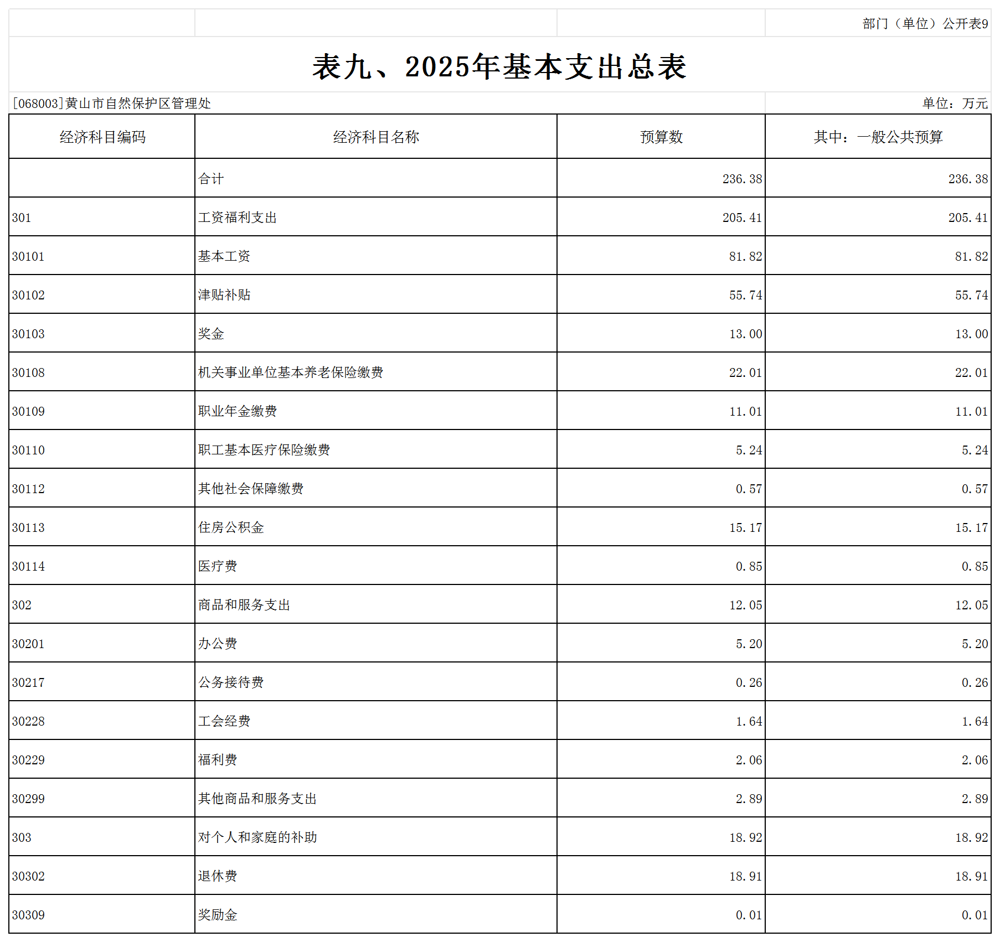 部门（单位）公开表9
表九、2025年基本支出总表
[068003]黄山市自然保护区管理处 单位：万元
经济科目编码 经济科目名称 预算数 其中：一般公共预算
合计 236.38 236.38
301 工资福利支出 205.41 205.41
30101 基本工资 81.82 81.82
30102 津贴补贴 55.74 55.74
30103 奖金 13.00 13.00
30108 机关事业单位基本养老保险缴费 22.01 22.01
30109 职业年金缴费 11.01 11.01
30110 职工基本医疗保险缴费 5.24 5.24
30112 其他社会保障缴费 0.57 0.57
30113 住房公积金 15.17 15.17
30114 医疗费 0.85 0.85
302 商品和服务支出 12.05 12.05
30201 办公费 5.20 5.20
30217 公务接待费 0.26 0.26
30228 工会经费 1.64 1.64
30229 福利费 2.06 2.06
30299 其他商品和服务支出 2.89 2.89
303 对个人和家庭的补助 18.92 18.92
30302 退休费 18.91 18.91
30309 奖励金 0.01 0.01